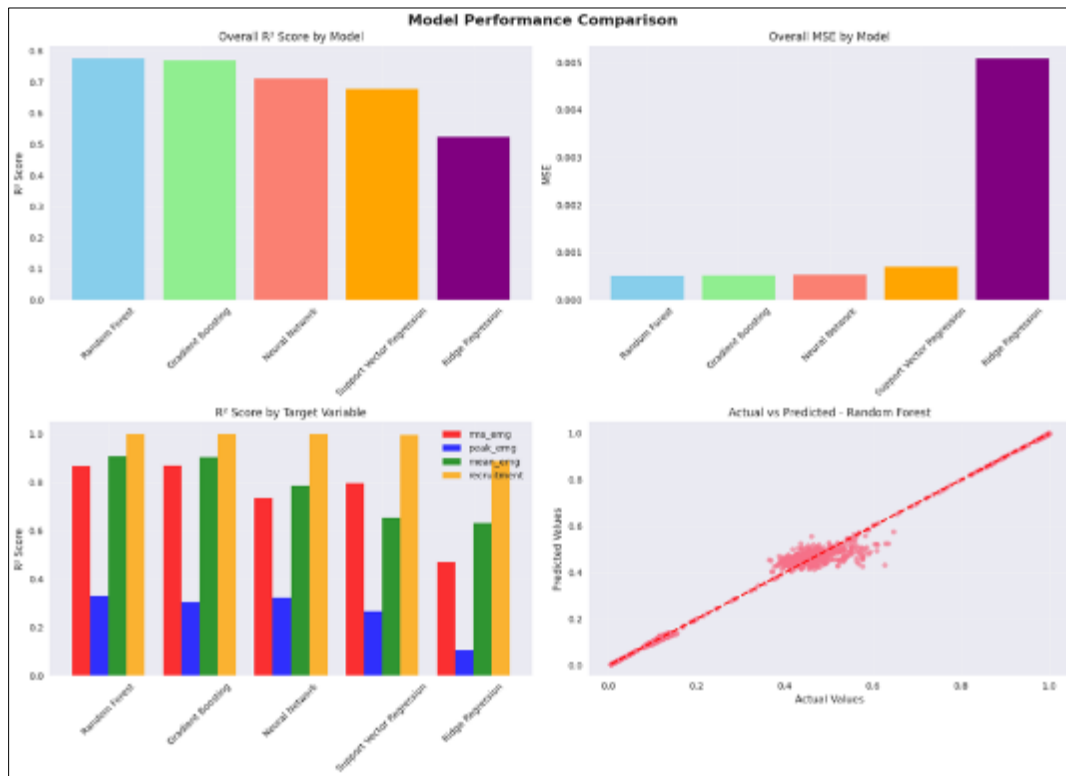 Model Performance Comparison
Overall R² Score by Model
R² Score
0.8
0.7
0.6
0.5
0.4
0.3
0.2
0.1
0.0
Random Forest
Gradient Boosting
Neural Network
Support Vector Regression
Ridge Regression
Overall MSE by Model
MSE
0.005
0.004
0.003
0.002
0.001
0.000
Random Forest
Gradient Boosting
Neural Network
Support Vector Regression
Ridge Regression
R² Score by Target Variable
R² Score
1.0
0.8
0.6
0.4
0.2
0.0
rms_emg
peak_emg
mean_emg
recruitment
Random Forest
Gradient Boosting
Neural Network
Support Vector Regression
Ridge Regression
Actual vs Predicted - Random Forest
Predicted Values
1.0
0.8
0.6
0.4
0.2
0.0
0.0 0.2 0.4 0.6 0.8 1.0
Actual Values